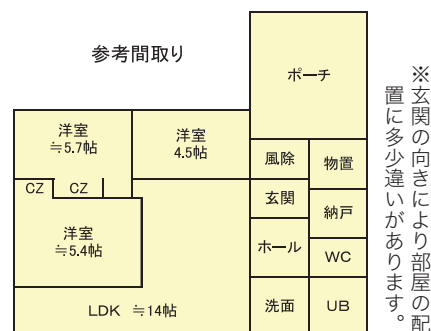 参考間取り
ポーチ
洋室
≒5.7帖
洋室
4.5帖
風除
物置
CZ
CZ
玄関
納戸
洋室
≒5.4帖
ホール
WC
LDK ≒14帖
洗面
UB
※玄関の向きにより部屋の配
置に多少違いがあります。